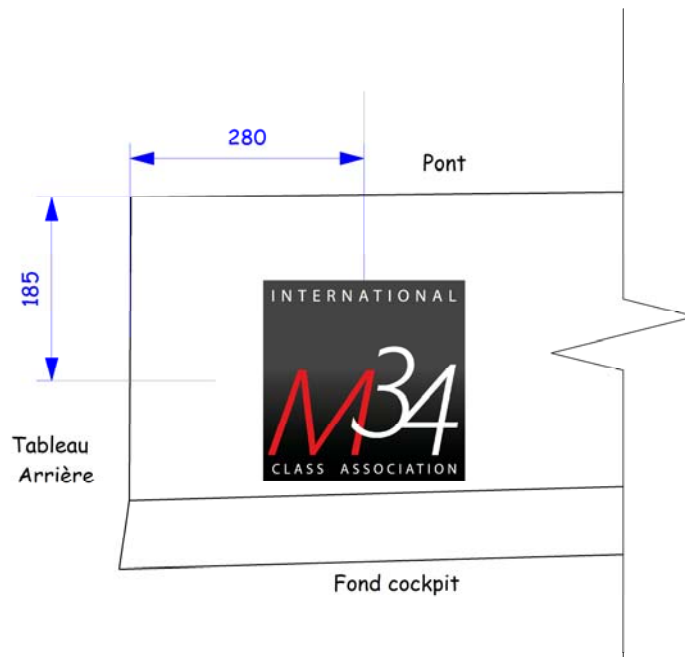 280
Pont
185
INTERNATIONAL
M34
CLASS ASSOCIATION
Tableau
Arrière
Fond cockpit